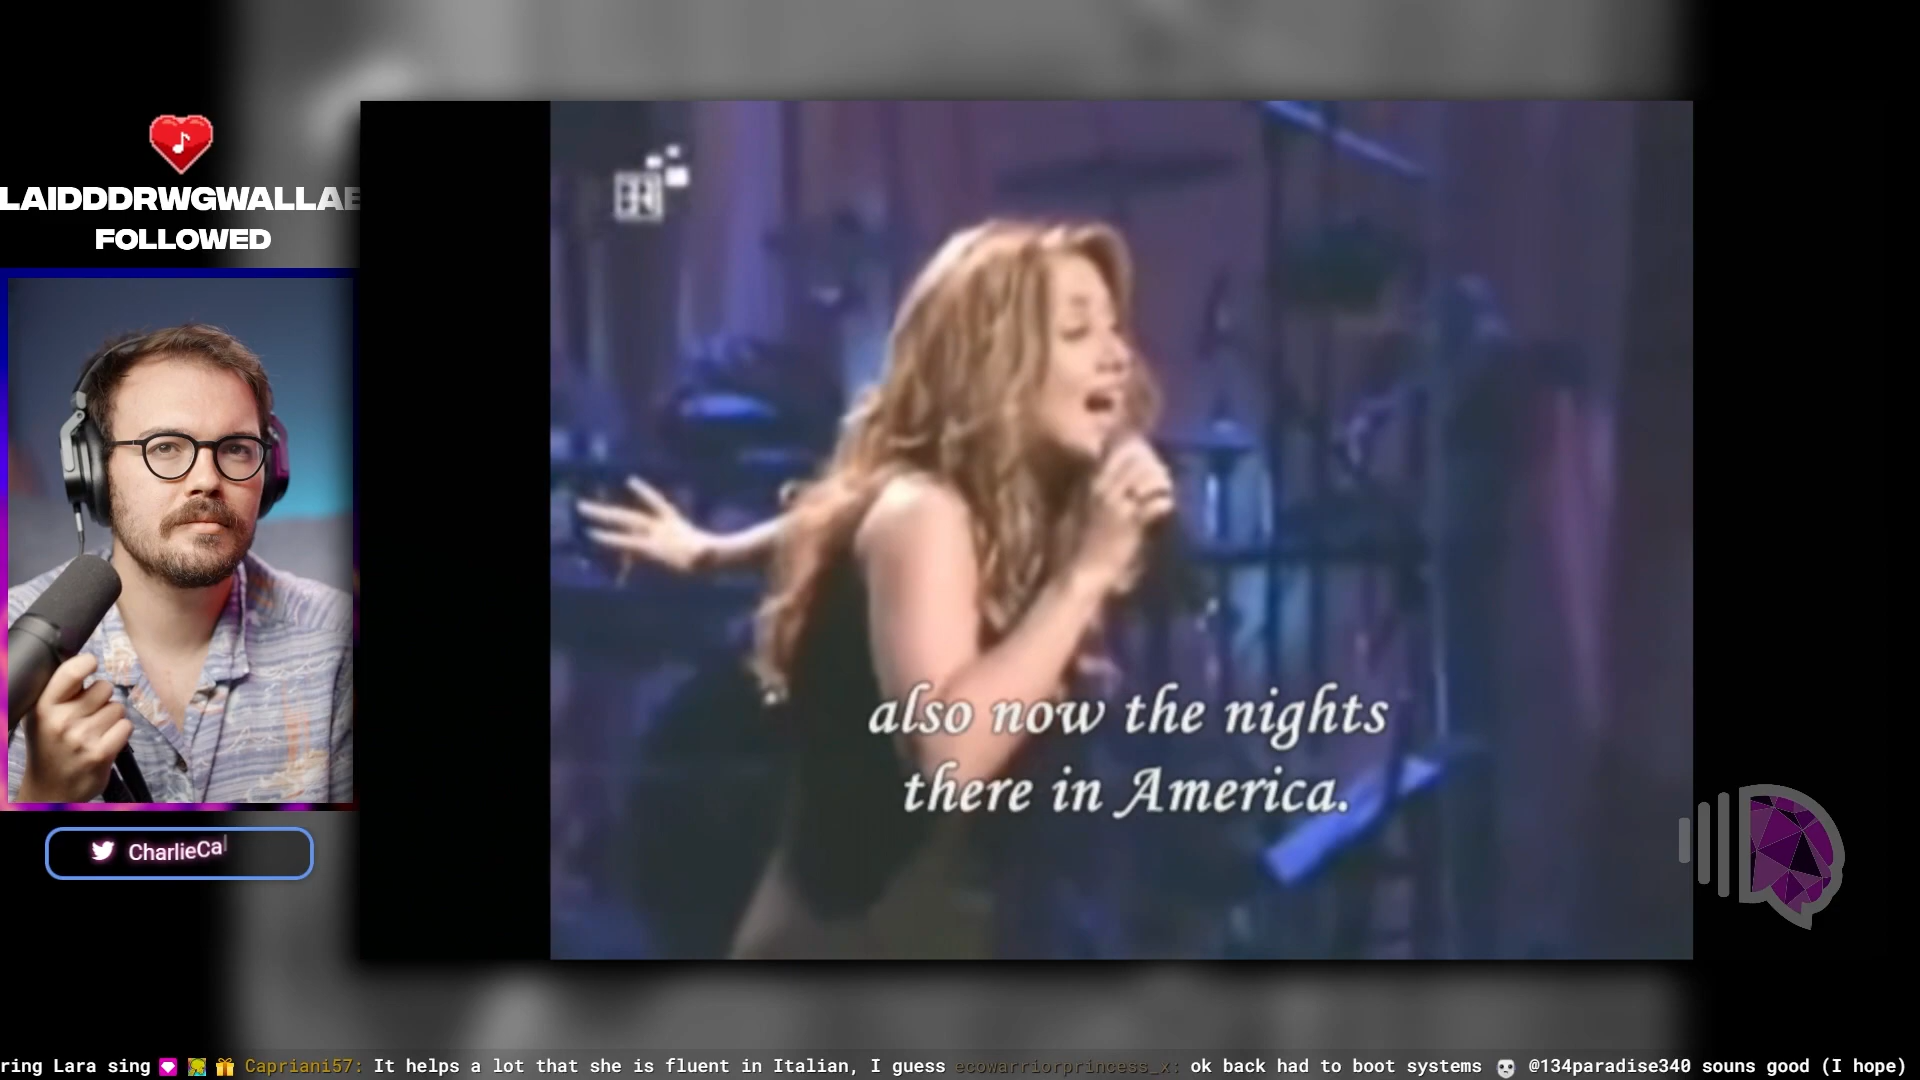 LAIDDDRWGWALLAE
FOLLOWED
also now the nights
there in America.
CharlieCa
ring Lara sing Capriani57: It helps a lot that she is fluent in Italian, I guess ecowarriorprincess_x: ok back had to boot systems @134paradise340 souns good (I hope)